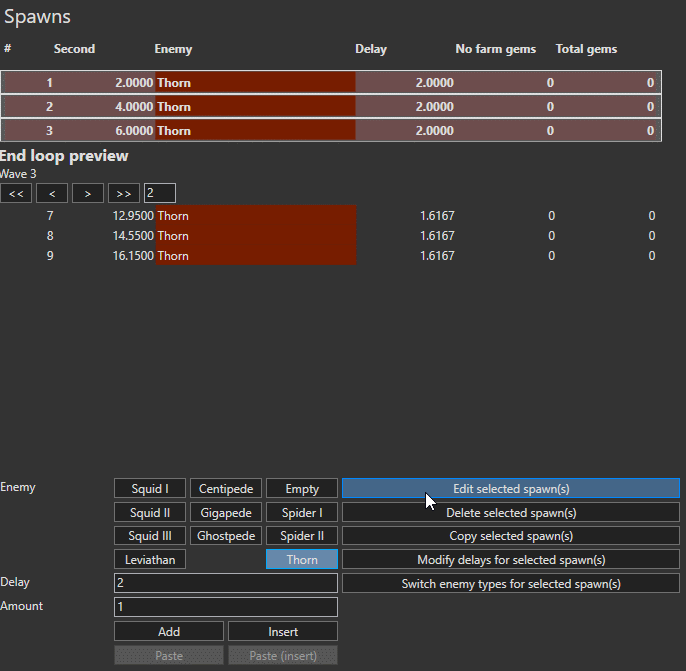 Spawns
# Second Enemy Delay No farm gems Total gems
1 2.0000 Thorn 2.0000 0 0
2 4.0000 Thorn 2.0000 0 0
3 6.0000 Thorn 2.0000 0 0
End loop preview
Wave 3
<< < > >> 2
7 12.9500 Thorn 1.6167 0 0
8 14.5500 Thorn 1.6167 0 0
9 16.1500 Thorn 1.6167 0 0
Enemy Squid I Centipede Empty Edit selected spawn(s)
Squid II Gigapede Spider I Delete selected spawn(s)
Squid III Ghostpede Spider II Copy selected spawn(s)
Leviathan Thorn Modify delays for selected spawn(s)
Delay 2 Switch enemy types for selected spawn(s)
Amount 1
Add Insert
Paste Paste (insert)